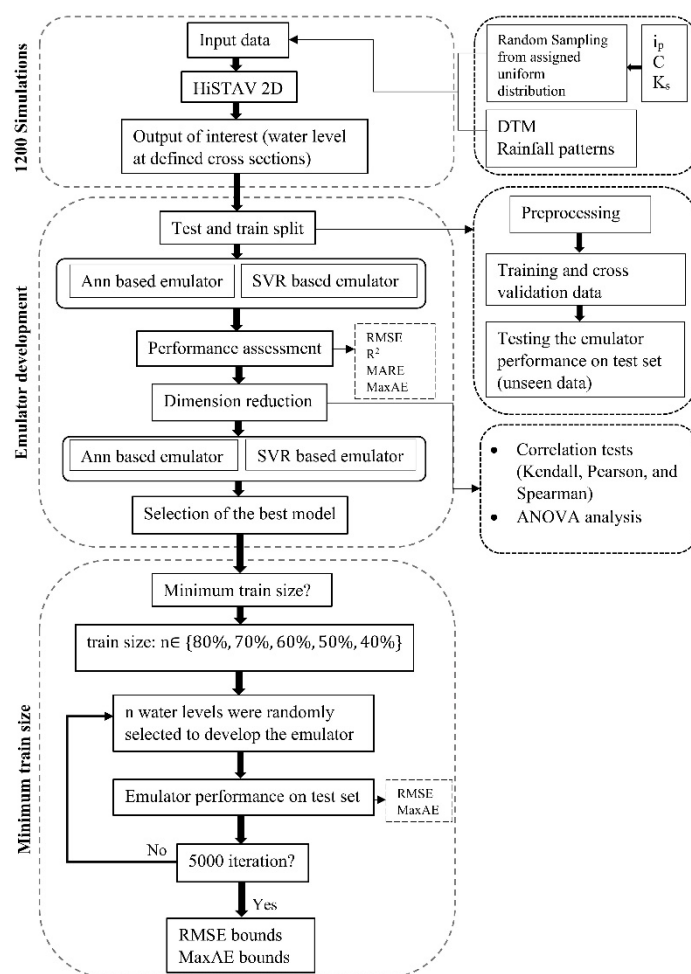 1200 Simulations
Input data
HiSTAV 2D
Output of interest (water level
at defined cross sections)
Random Sampling
from assigned
uniform
distribution
ip
C
Ks
DTM
Rainfall patterns
Emulator development
Test and train split
Ann based emulator
SVR based emulator
Performance assessment
RMSE
R²
MARE
MaxAE
Dimension reduction
Ann based emulator
SVR based emulator
Selection of the best model
Preprocessing
Training and cross
validation data
Testing the emulator
performance on test set
(unseen data)
• Correlation tests
(Kendall, Pearson, and
Spearman)
• ANOVA analysis
Minimum train size
Minimum train size?
train size: n∈ {80%, 70%, 60%, 50%, 40%}
n water levels were randomly
selected to develop the emulator
Emulator performance on test set
RMSE
MaxAE
No
5000 iteration?
Yes
RMSE bounds
MaxAE bounds